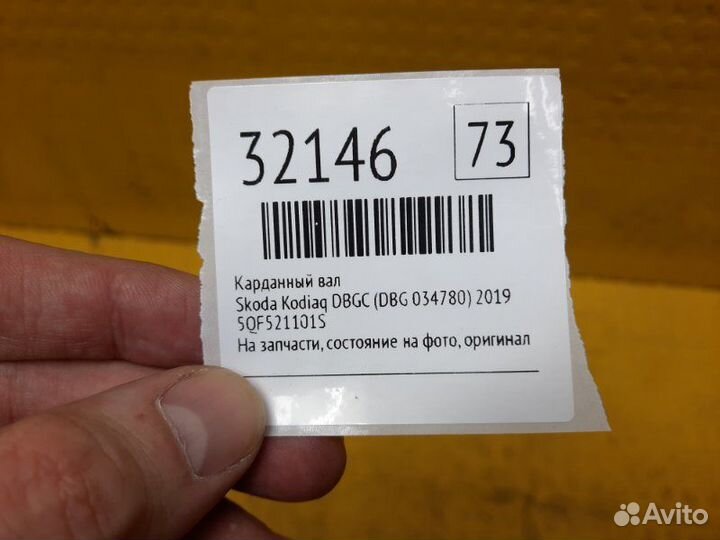 32146
73
Карданный вал
Skoda Kodiaq DBGC (DBG 034780) 2019
5QF521101S
На запчасти, состояние на фото, оригинал
Avito